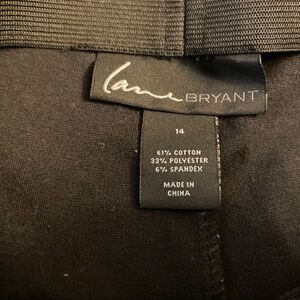 Lane BRYANT
14
61% COTTON
33% POLYESTER
6% SPANDEX
MADE IN
CHINA